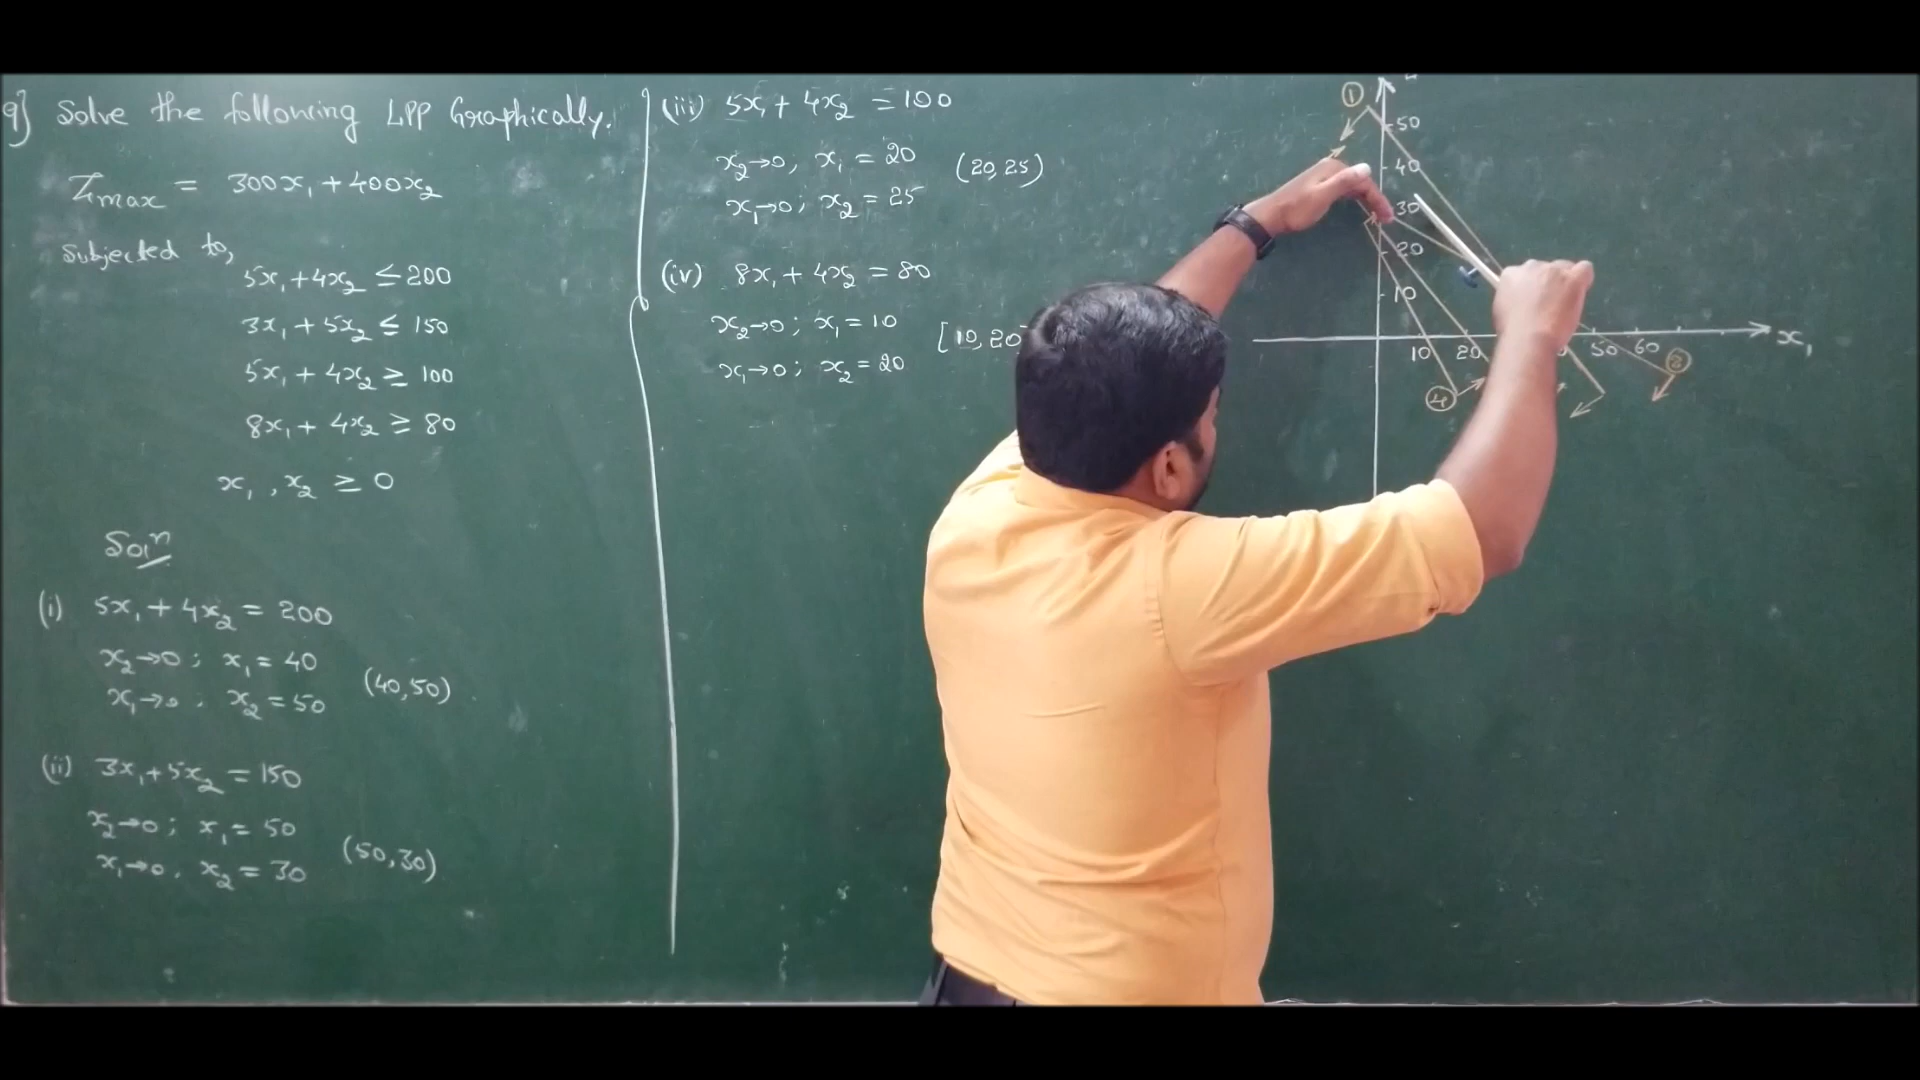 9] Solve the following LPP Graphically.
Zmax = 300x₁ + 400x₂
Subjected to,
5x₁ + 4x₂ ≤ 200
3x₁ + 5x₂ ≤ 150
5x₁ + 4x₂ ≥ 100
8x₁ + 4x₂ ≥ 80
x₁, x₂ ≥ 0
Solⁿ
(i) 5x₁ + 4x₂ = 200
x₂→0; x₁ = 40
x₁→0, x₂ = 50
(40,50)
(ii) 3x₁ + 5x₂ = 150
x₂→0; x₁ = 50
x₁→0, x₂ = 30
(50,30)
(iii) 5x₁ + 4x₂ = 100
x₂→0, x₁ = 20
x₁→0; x₂ = 25
(20,25)
(iv) 8x₁ + 4x₂ = 80
x₂→0; x₁ = 10
x₁→0; x₂ = 20
[10,20
1
50
40
30
20
10
10 20 50 60
x₁
2
4